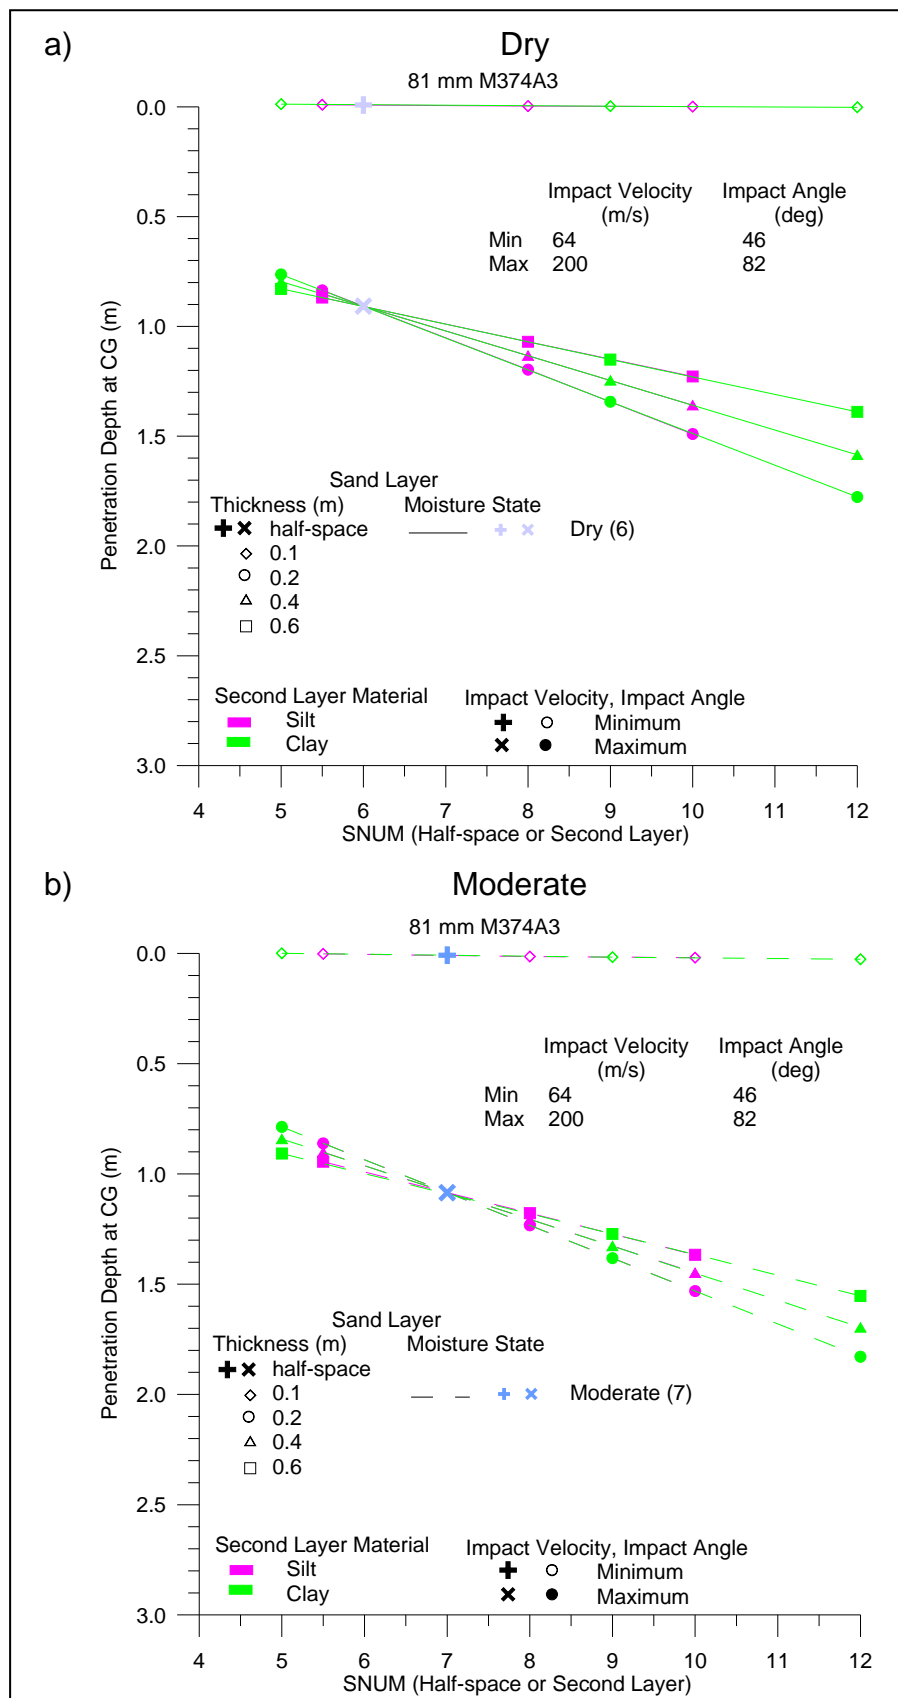 a)
Dry
81 mm M374A3
0.0
0.5
1.0
1.5
2.0
2.5
3.0
Penetration Depth at CG (m)
Impact Velocity Impact Angle
(m/s) (deg)
Min 64 46
Max 200 82
Sand Layer
Thickness (m) Moisture State
half-space Dry (6)
0.1
0.2
0.4
0.6
Second Layer Material Impact Velocity, Impact Angle
Silt Minimum
Clay Maximum
4 5 6 7 8 9 10 11 12
SNUM (Half-space or Second Layer)
b)
Moderate
81 mm M374A3
0.0
0.5
1.0
1.5
2.0
2.5
3.0
Penetration Depth at CG (m)
Impact Velocity Impact Angle
(m/s) (deg)
Min 64 46
Max 200 82
Sand Layer
Thickness (m) Moisture State
half-space
0.1 Moderate (7)
0.2
0.4
0.6
Second Layer Material Impact Velocity, Impact Angle
Silt Minimum
Clay Maximum
4 5 6 7 8 9 10 11 12
SNUM (Half-space or Second Layer)